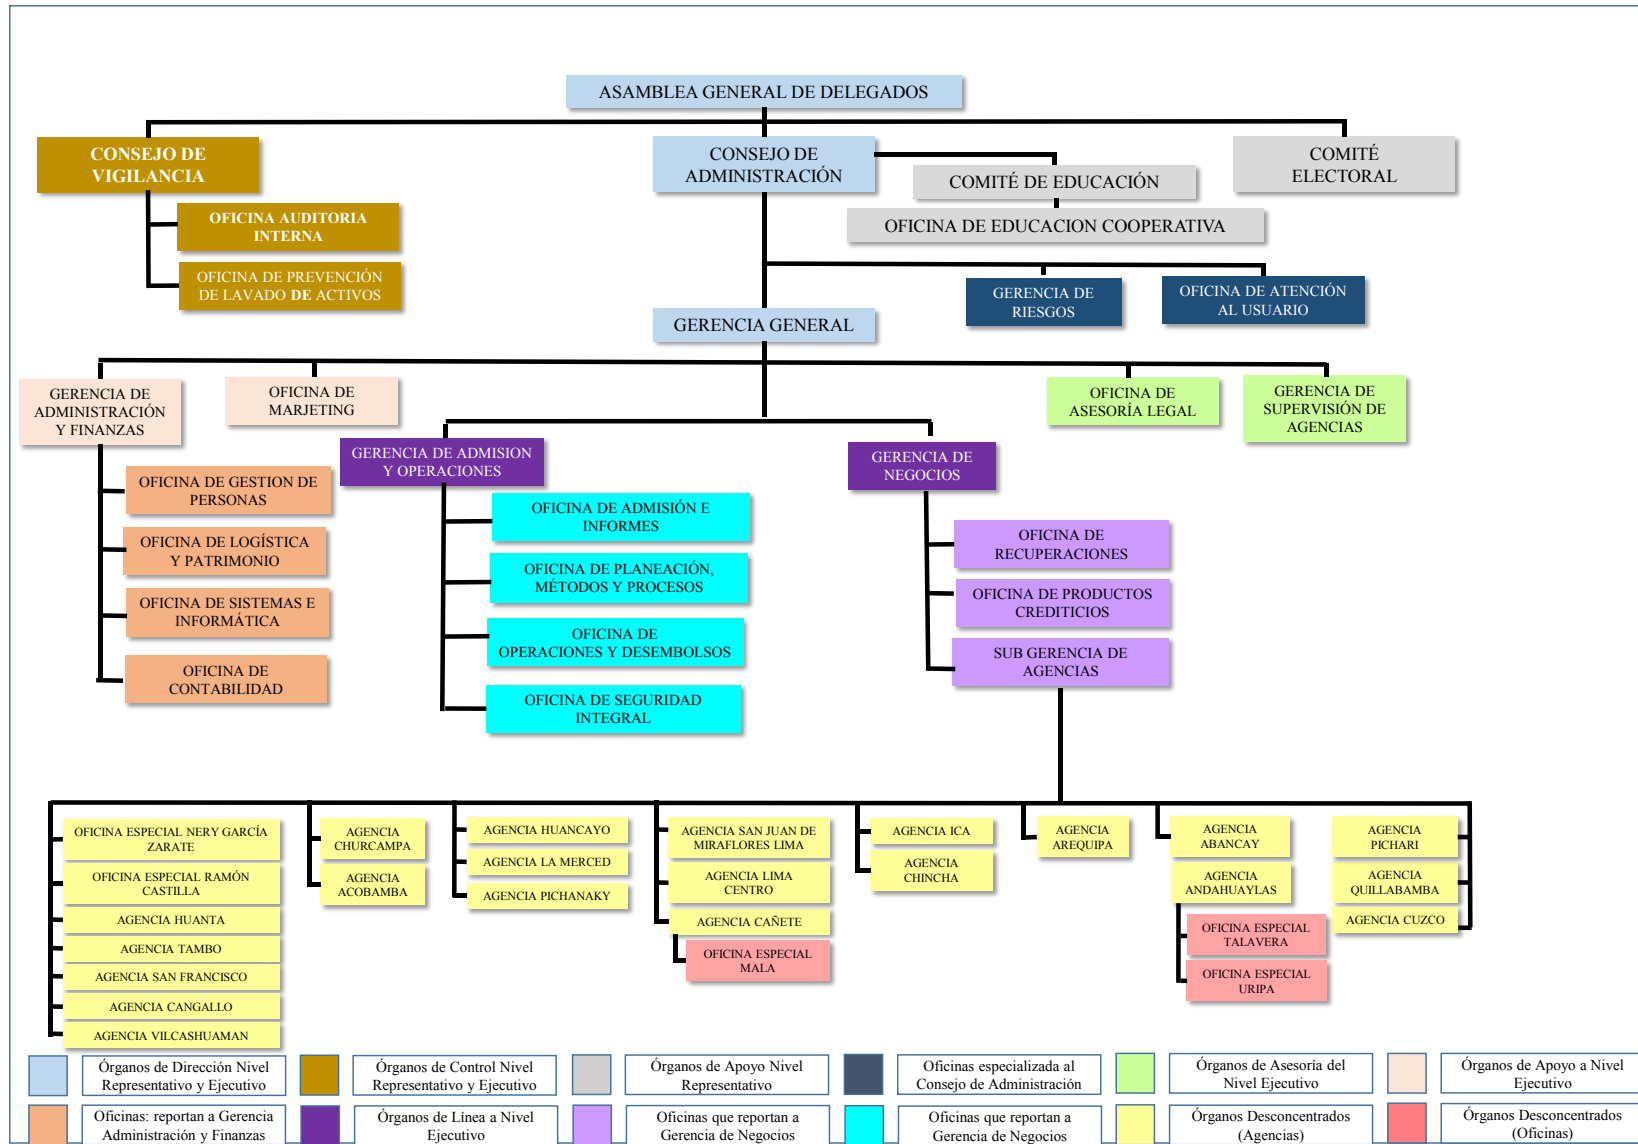 ASAMBLEA GENERAL DE DELEGADOS
CONSEJO DE
VIGILANCIA
CONSEJO DE
ADMINISTRACIÓN
COMITÉ
ELECTORAL
COMITÉ DE EDUCACIÓN
OFICINA DE EDUCACION COOPERATIVA
OFICINA AUDITORIA
INTERNA
OFICINA DE PREVENCIÓN
DE LAVADO DE ACTIVOS
GERENCIA DE
RIESGOS
OFICINA DE ATENCIÓN
AL USUARIO
GERENCIA GENERAL
GERENCIA DE
ADMINISTRACIÓN
Y FINANZAS
OFICINA DE
MARJETING
OFICINA DE
ASESORÍA LEGAL
GERENCIA DE
SUPERVISIÓN DE
AGENCIAS
GERENCIA DE ADMISION
Y OPERACIONES
GERENCIA DE
NEGOCIOS
OFICINA DE GESTION DE
PERSONAS
OFICINA DE LOGÍSTICA
Y PATRIMONIO
OFICINA DE SISTEMAS E
INFORMÁTICA
OFICINA DE
CONTABILIDAD
OFICINA DE ADMISIÓN E
INFORMES
OFICINA DE PLANEACIÓN,
MÉTODOS Y PROCESOS
OFICINA DE
OPERACIONES Y DESEMBOLSOS
OFICINA DE SEGURIDAD
INTEGRAL
OFICINA DE
RECUPERACIONES
OFICINA DE PRODUCTOS
CREDITICIOS
SUB GERENCIA DE
AGENCIAS
OFICINA ESPECIAL NERY GARCÍA
ZARATE
OFICINA ESPECIAL RAMÓN
CASTILLA
AGENCIA HUANTA
AGENCIA TAMBO
AGENCIA SAN FRANCISCO
AGENCIA CANGALLO
AGENCIA VILCASHUAMAN
AGENCIA
CHURCAMPA
AGENCIA
ACOBAMBA
AGENCIA HUANCAYO
AGENCIA LA MERCED
AGENCIA PICHANAKY
AGENCIA SAN JUAN DE
MIRAFLORES LIMA
AGENCIA LIMA
CENTRO
AGENCIA CAÑETE
OFICINA ESPECIAL
MALA
AGENCIA ICA
AGENCIA
CHINCHA
AGENCIA
AREQUIPA
AGENCIA
ABANCAY
AGENCIA
ANDAHUAYLAS
OFICINA ESPECIAL
TALAVERA
OFICINA ESPECIAL
URIPA
AGENCIA
PICHARI
AGENCIA
QUILLABAMBA
AGENCIA CUZCO
Órganos de Dirección Nivel
Representativo y Ejecutivo
Órganos de Control Nivel
Representativo y Ejecutivo
Órganos de Apoyo Nivel
Representativo
Oficinas especializada al
Consejo de Administración
Órganos de Asesoría del
Nivel Ejecutivo
Órganos de Apoyo a Nivel
Ejecutivo
Oficinas: reportan a Gerencia
Administración y Finanzas
Órganos de Línea a Nivel
Ejecutivo
Oficinas que reportan a
Gerencia de Negocios
Oficinas que reportan a
Gerencia de Negocios
Órganos Desconcentrados
(Agencias)
Órganos Desconcentrados
(Oficinas)